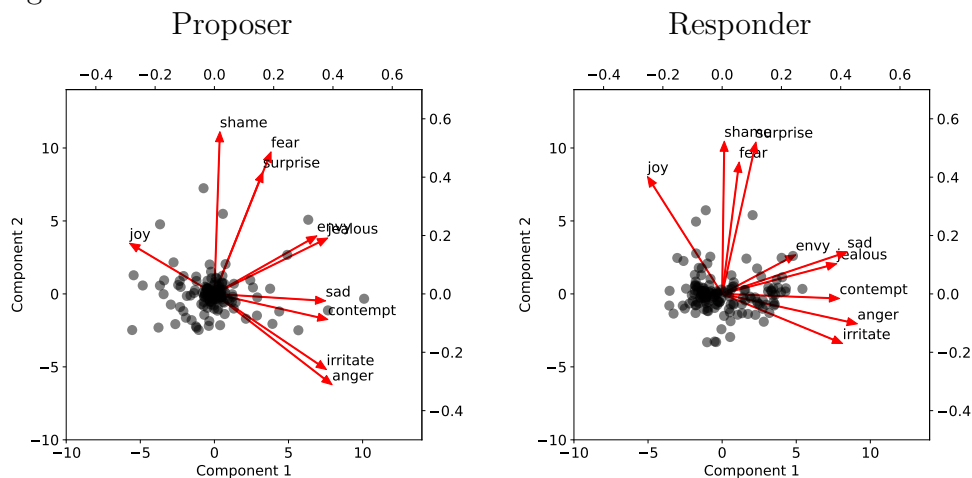 Proposer
−0.4 −0.2 0.0 0.2 0.4 0.6
−10 −5 0 5 10
−10
−5
0
5
10
−0.4
−0.2
0.0
0.2
0.4
0.6
Component 1
Component 2
shame
fear
surprise
joy
envy
jealous
sad
contempt
irritate
anger
Responder
−0.4 −0.2 0.0 0.2 0.4 0.6
−10 −5 0 5 10
−10
−5
0
5
10
−0.4
−0.2
0.0
0.2
0.4
0.6
Component 1
Component 2
shame
surprise
fear
joy
envy
sad
jealous
contempt
anger
irritate